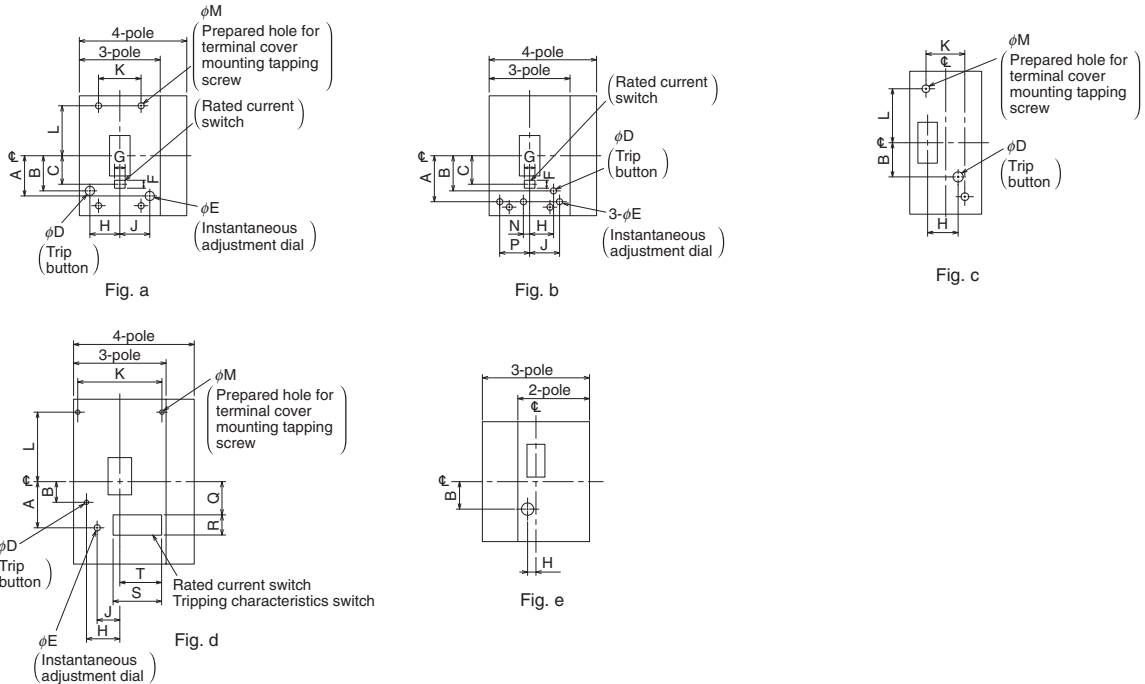 4-pole
3-pole
K
φM
Prepared hole for
terminal cover
mounting tapping
screw
(Rated current
switch)
L
℄
A
B
C
G
F
H
J
φD
(Trip
button)
φE
(Instantaneous
adjustment dial)
Fig. a
4-pole
3-pole
(Rated current
switch)
φD
(Trip
button)
℄
A
B
C
G
F
N
H
P
J
3-φE
(Instantaneous
adjustment dial)
Fig. b
K
℄
φM
Prepared hole for
terminal cover
mounting tapping
screw
L
℄
B
φD
(Trip
button)
H
Fig. c
4-pole
3-pole
K
φM
Prepared hole for
terminal cover
mounting tapping
screw
L
℄
B
A
Q
R
φD
Trip
button)
T
S
Rated current switch
Tripping characteristics switch
J
H
φE
(Instantaneous
adjustment dial)
Fig. d
3-pole
2-pole
℄
℄
B
H
Fig. e